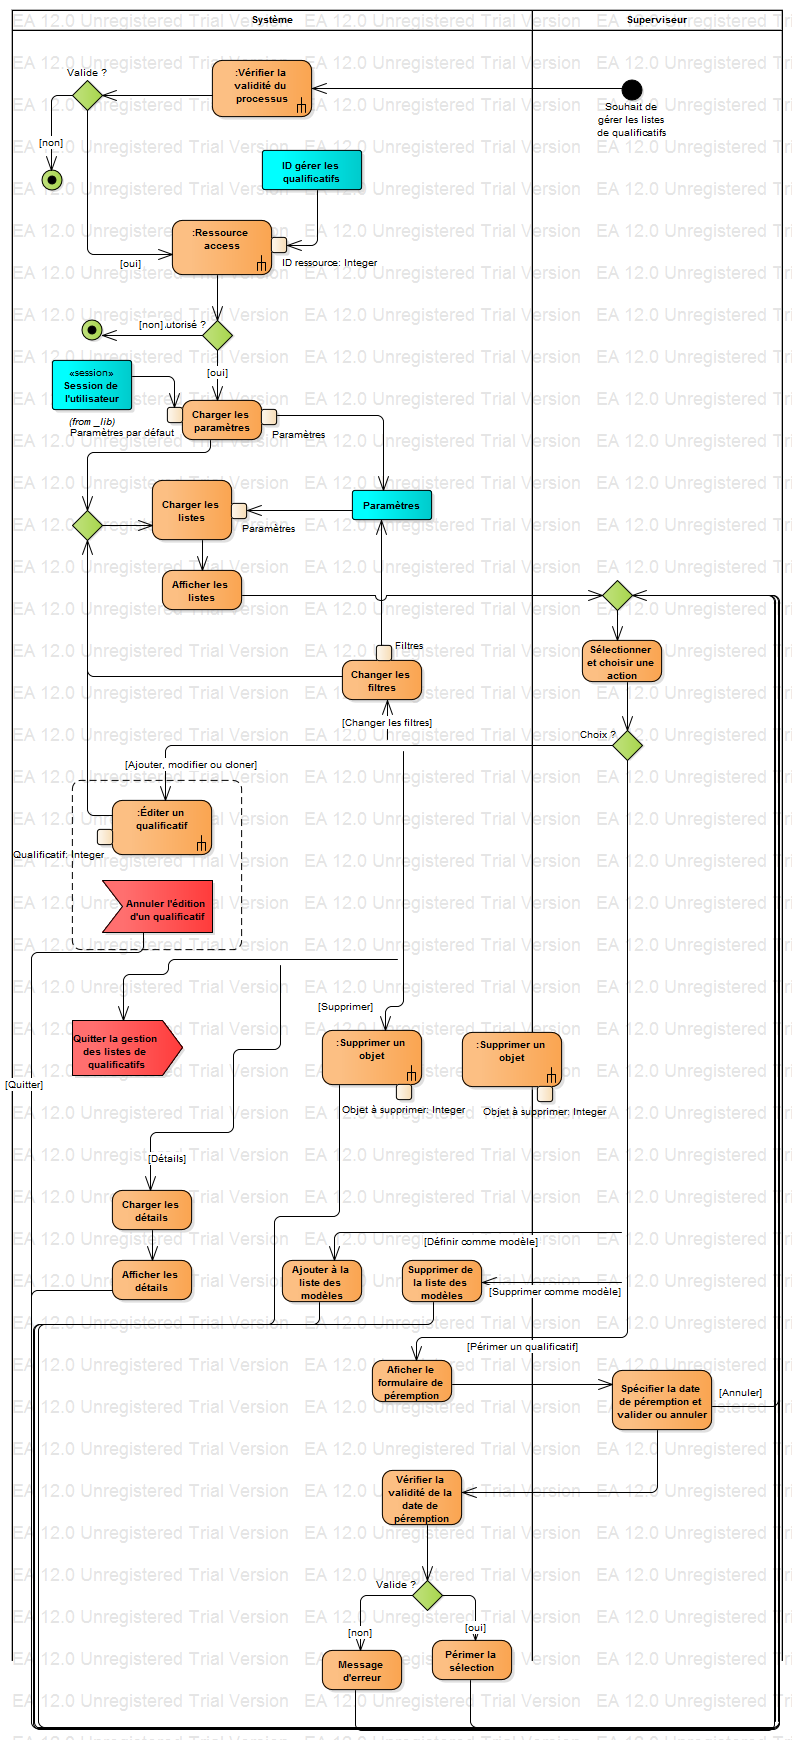 Système
Superviseur
EA 12.0 Unregistered Trial Version
Valide ?
:Vérifier la
validité du
processus
Souhait de
gérer les listes
de qualificatifs
[non]
ID gérer les
qualificatifs
:Ressource
access
[oui]
ID ressource: Integer
[non].utorisé ?
[oui]
«session»
Session de
l'utilisateur
(from _lib)
Paramètres par défaut
Charger les
paramètres
Paramètres
Charger les
listes
Paramètres
Paramètres
Afficher les
listes
Filtres
Sélectionner
et choisir une
action
Changer les
filtres
[Changer les filtres]
Choix ?
[Ajouter, modifier ou cloner]
:Éditer un
qualificatif
Qualificatif: Integer
Annuler l'édition
d'un qualificatif
[Supprimer]
Quitter la gestion
des listes de
qualificatifs
:Supprimer un
objet
:Supprimer un
objet
[Quitter]
Objet à supprimer: Integer
Objet à supprimer: Integer
[Détails]
Charger les
détails
[Définir comme modèle]
Afficher les
détails
Ajouter à la
liste des
modèles
Supprimer de
la liste des
modèles
[Supprimer comme modèle]
[Périmer un qualificatif]
Aficher le
formulaire de
péremption
Spécifier la date
de péremption et
valider ou annuler
[Annuler]
Vérifier la
validité de la
date de
péremption
Valide ?
[non]
[oui]
Message
d'erreur
Périmer la
sélection